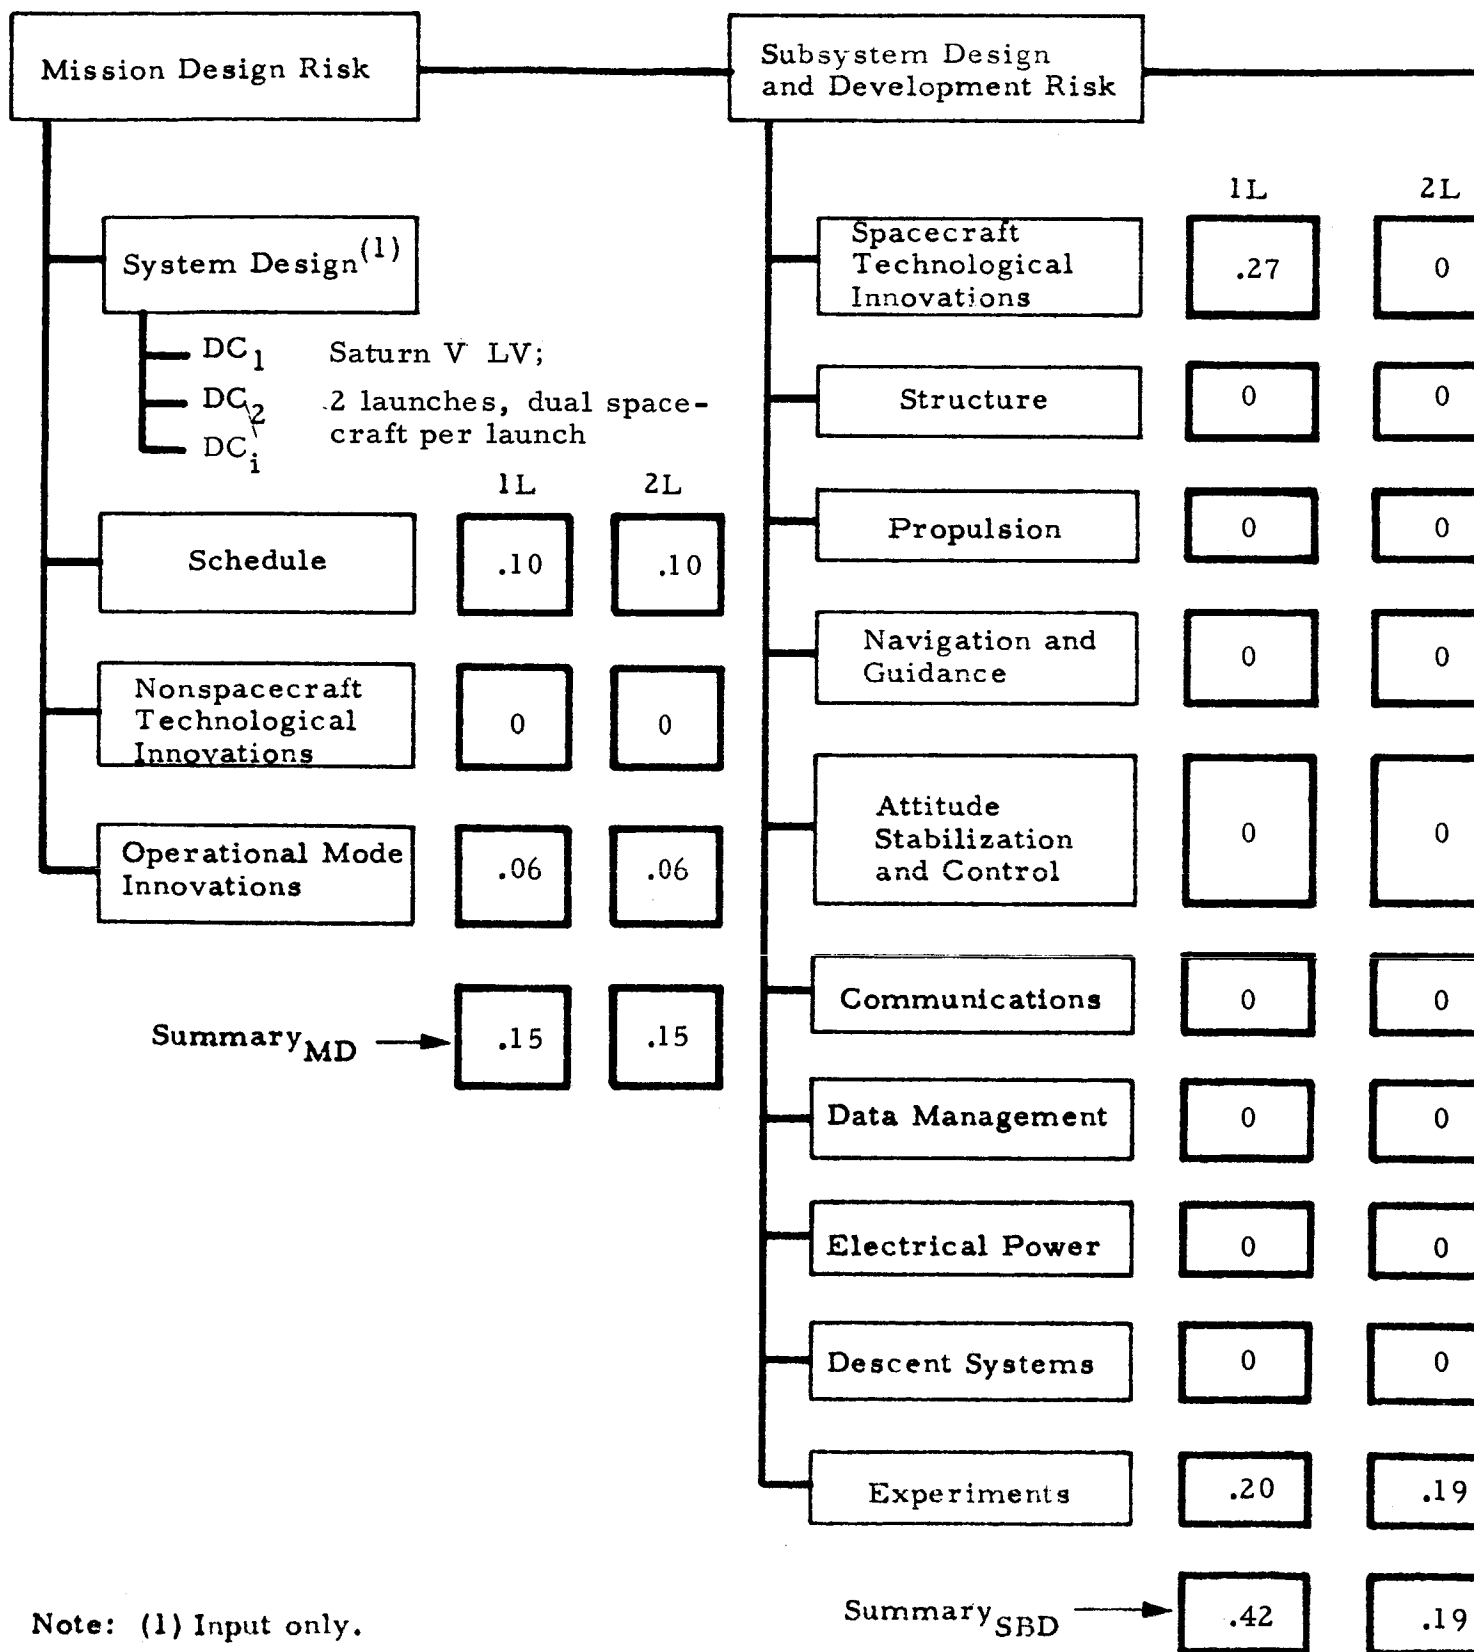 Mission Design Risk
Subsystem Design
and Development Risk
System Design(1)
DC1
Saturn V LV;
DC2
2 launches, dual space-
craft per launch
DCi
1L 2L
Schedule .10 .10
Nonspacecraft
Technological
Innovations
0 0
Operational Mode
Innovations
.06 .06
SummaryMD .15 .15
1L 2L
Spacecraft
Technological
Innovations
.27 0
Structure 0 0
Propulsion 0 0
Navigation and
Guidance
0 0
Attitude
Stabilization
and Control
0 0
Communications 0 0
Data Management 0 0
Electrical Power 0 0
Descent Systems 0 0
Experiments .20 .19
SummarySBD .42 .19
Note: (1) Input only.